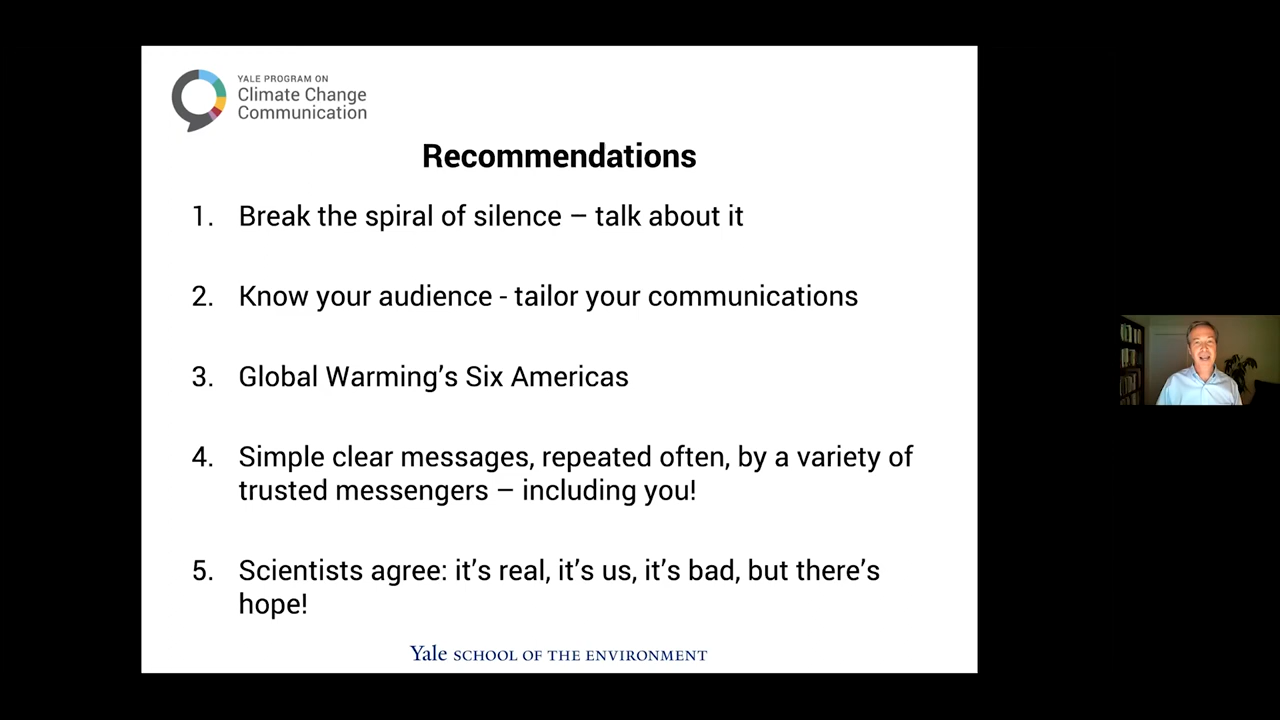 YALE PROGRAM ON
Climate Change
Communication
Recommendations
1. Break the spiral of silence – talk about it
2. Know your audience - tailor your communications
3. Global Warming’s Six Americas
4. Simple clear messages, repeated often, by a variety of
trusted messengers – including you!
5. Scientists agree: it’s real, it’s us, it’s bad, but there’s
hope!
Yale SCHOOL OF THE ENVIRONMENT